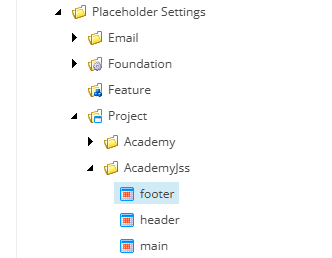 Placeholder Settings
Email
Foundation
Feature
Project
Academy
AcademyJss
footer
header
main